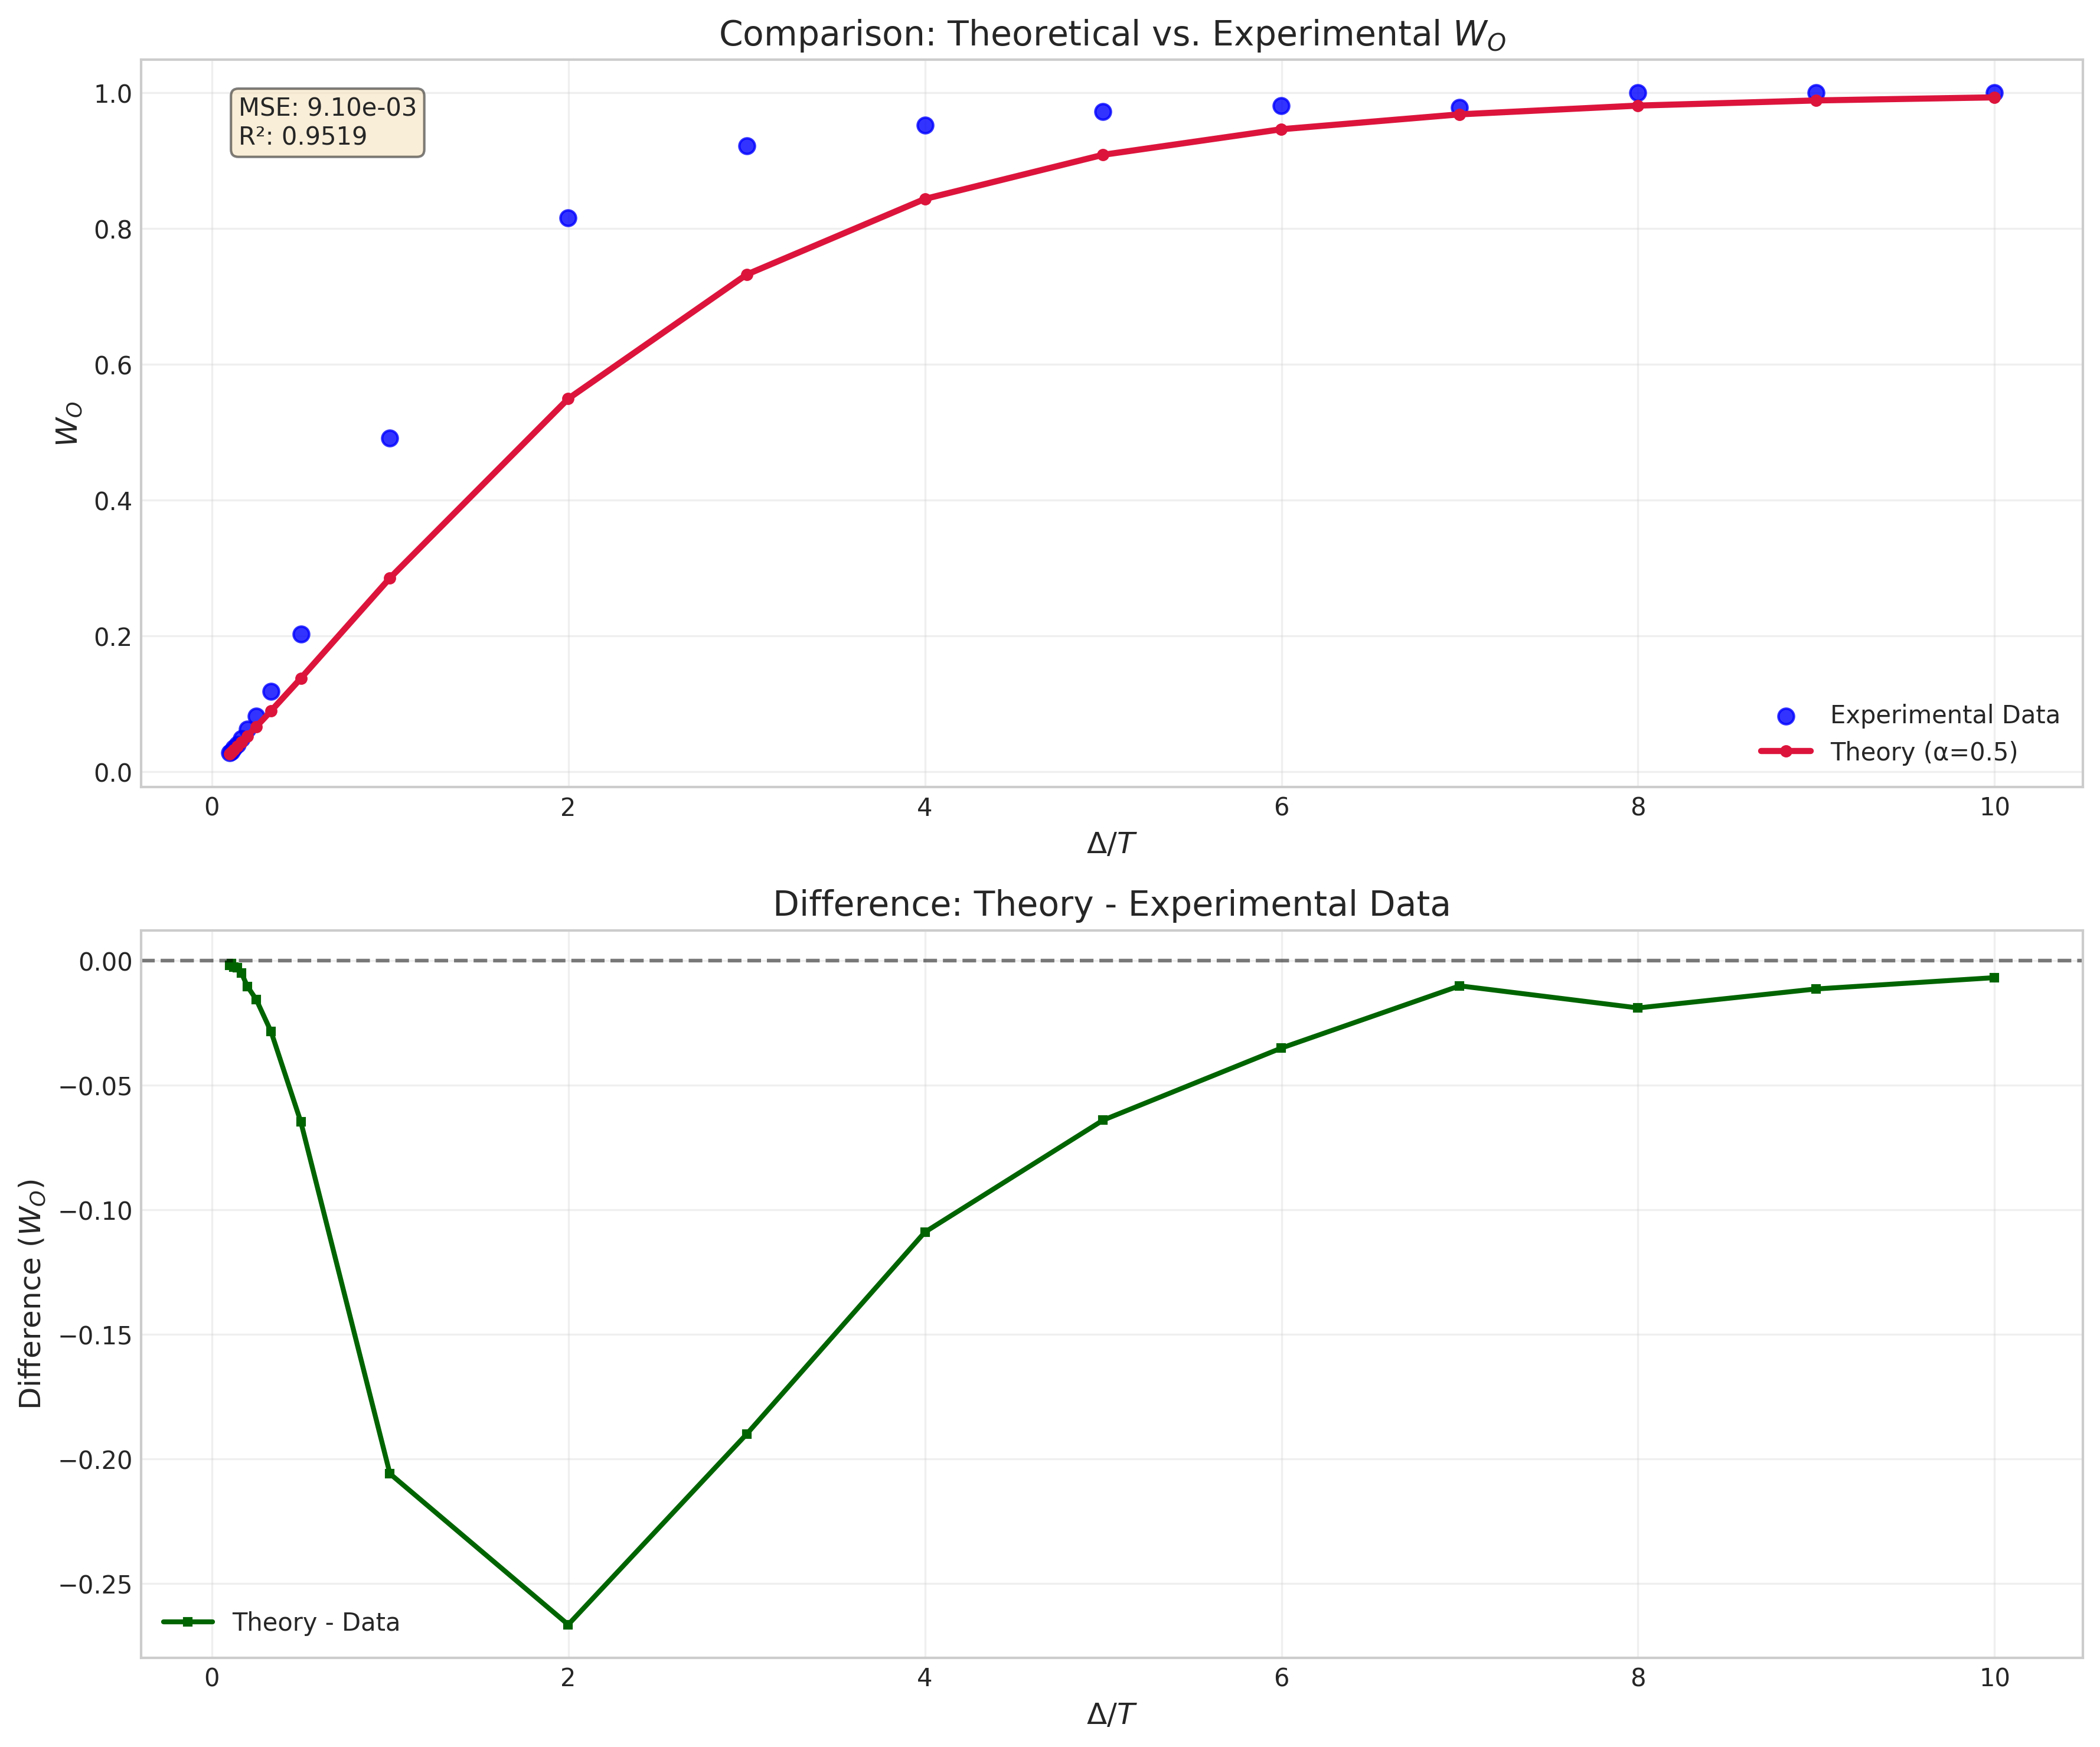 Comparison: Theoretical vs. Experimental W_O
MSE: 9.10e-03
R²: 0.9519
1.0
0.8
0.6
0.4
0.2
0.0
W_O
Experimental Data
Theory (α=0.5)
0 2 4 6 8 10
Δ/T
Difference: Theory - Experimental Data
0.00
−0.05
−0.10
−0.15
−0.20
−0.25
Difference (W_O)
Theory - Data
0 2 4 6 8 10
Δ/T